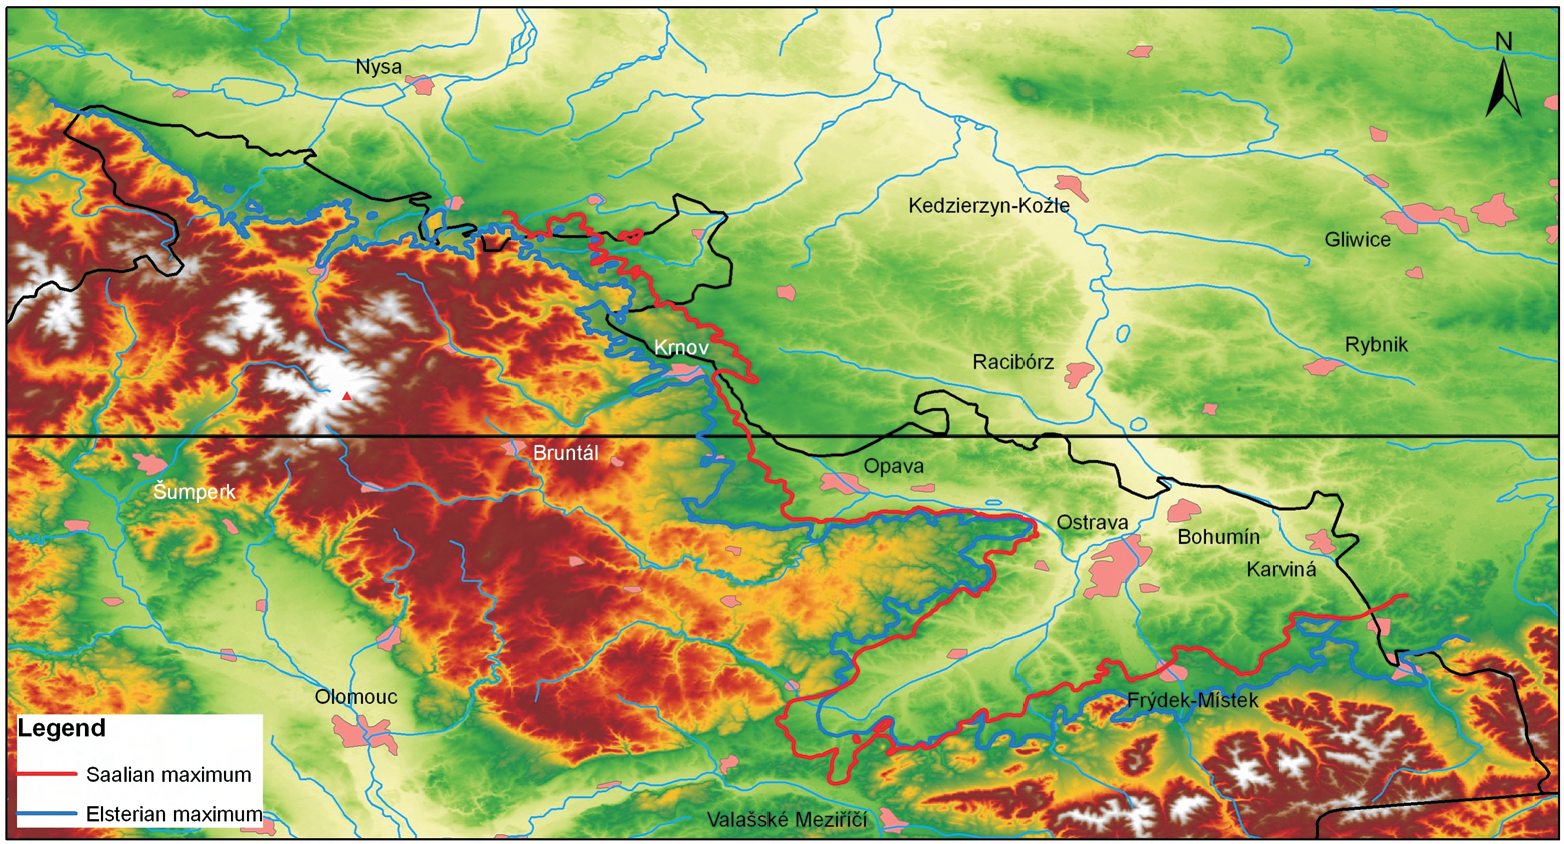 N
Nysa
Kedzierzyn-Koźle
Gliwice
Krnov
Racibórz
Rybnik
Bruntál
Opava
Šumperk
Ostrava
Bohumín
Karviná
Olomouc
Frýdek-Místek
Legend
Saalian maximum
Elsterian maximum
Valašské Meziříčí